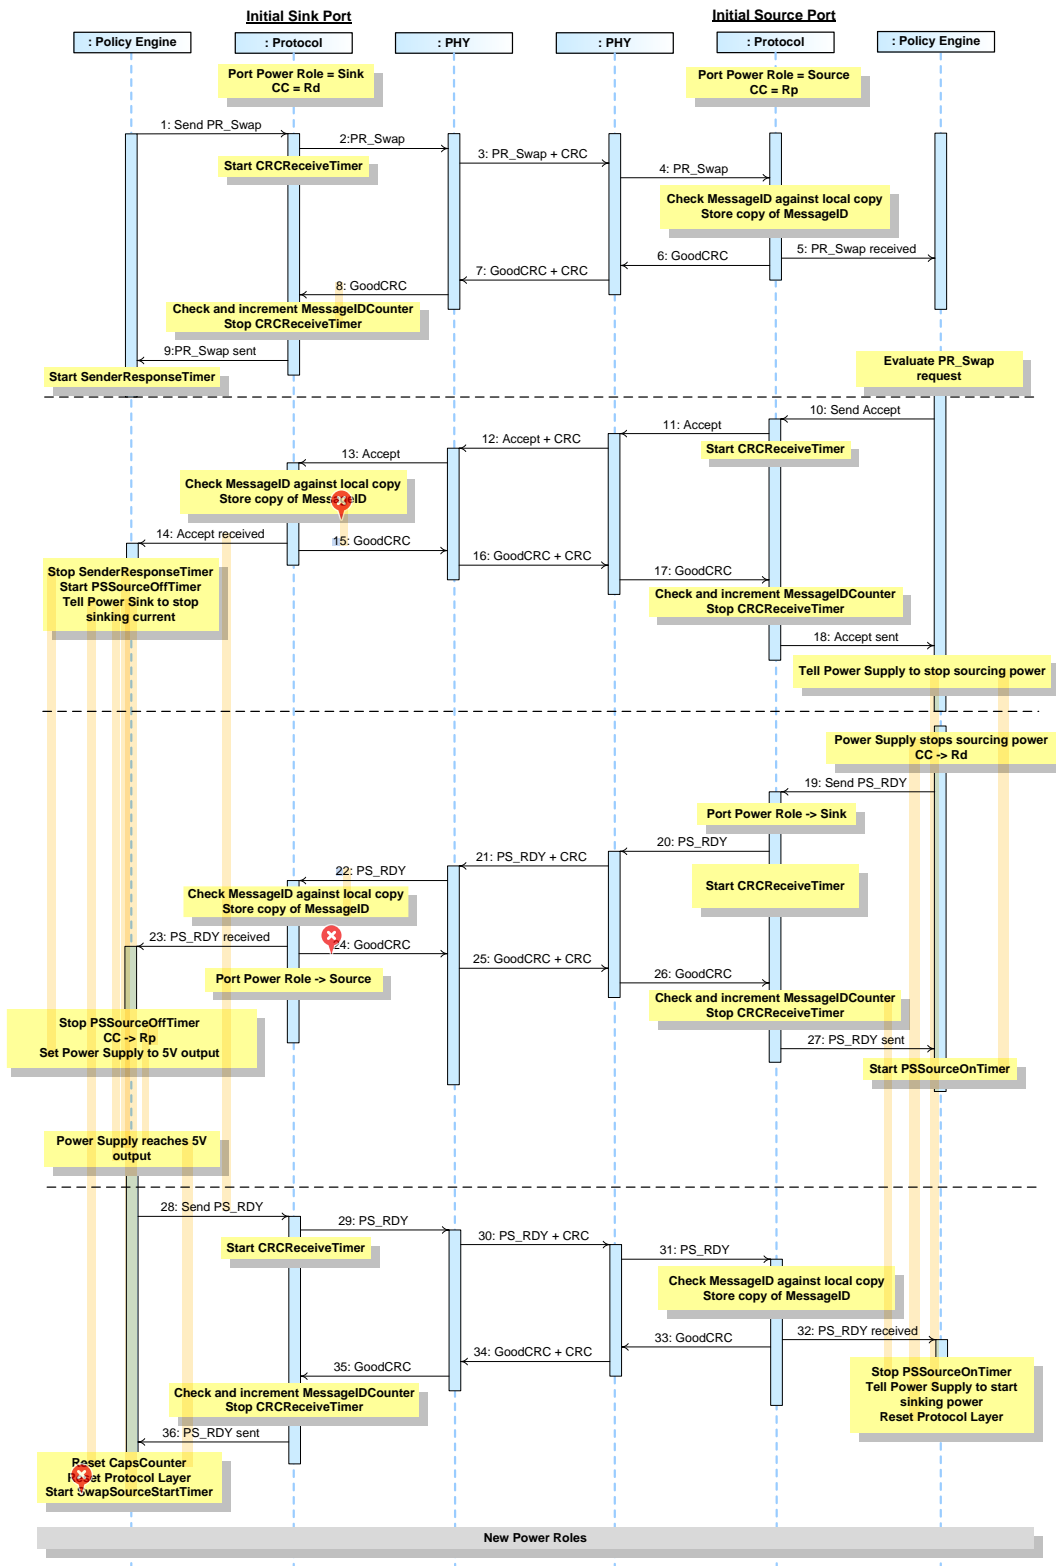 Initial Sink Port
Initial Source Port
: Policy Engine
: Protocol
: PHY
: PHY
: Protocol
: Policy Engine
Port Power Role = Sink
CC = Rd
Port Power Role = Source
CC = Rp
1: Send PR_Swap
2:PR_Swap
Start CRCReceiveTimer
3: PR_Swap + CRC
4: PR_Swap
Check MessageID against local copy
Store copy of MessageID
5: PR_Swap received
6: GoodCRC
7: GoodCRC + CRC
8: GoodCRC
Check and increment MessageIDCounter
Stop CRCReceiveTimer
9:PR_Swap sent
Start SenderResponseTimer
Evaluate PR_Swap
request
10: Send Accept
11: Accept
Start CRCReceiveTimer
12: Accept + CRC
13: Accept
Check MessageID against local copy
Store copy of MessageID
14: Accept received
15: GoodCRC
Stop SenderResponseTimer
Start PSSourceOffTimer
Tell Power Sink to stop
sinking current
16: GoodCRC + CRC
17: GoodCRC
Check and increment MessageIDCounter
Stop CRCReceiveTimer
18: Accept sent
Tell Power Supply to stop sourcing power
Power Supply stops sourcing power
CC -> Rd
19: Send PS_RDY
Port Power Role -> Sink
20: PS_RDY
21: PS_RDY + CRC
22: PS_RDY
Start CRCReceiveTimer
Check MessageID against local copy
Store copy of MessageID
23: PS_RDY received
24: GoodCRC
25: GoodCRC + CRC
26: GoodCRC
Port Power Role -> Source
Check and increment MessageIDCounter
Stop CRCReceiveTimer
Stop PSSourceOffTimer
CC -> Rp
Set Power Supply to 5V output
27: PS_RDY sent
Start PSSourceOnTimer
Power Supply reaches 5V
output
28: Send PS_RDY
29: PS_RDY
Start CRCReceiveTimer
30: PS_RDY + CRC
31: PS_RDY
Check MessageID against local copy
Store copy of MessageID
32: PS_RDY received
33: GoodCRC
34: GoodCRC + CRC
35: GoodCRC
Stop PSSourceOnTimer
Tell Power Supply to start
sinking power
Reset Protocol Layer
Check and increment MessageIDCounter
Stop CRCReceiveTimer
36: PS_RDY sent
Reset CapsCounter
Reset Protocol Layer
Start SwapSourceStartTimer
New Power Roles